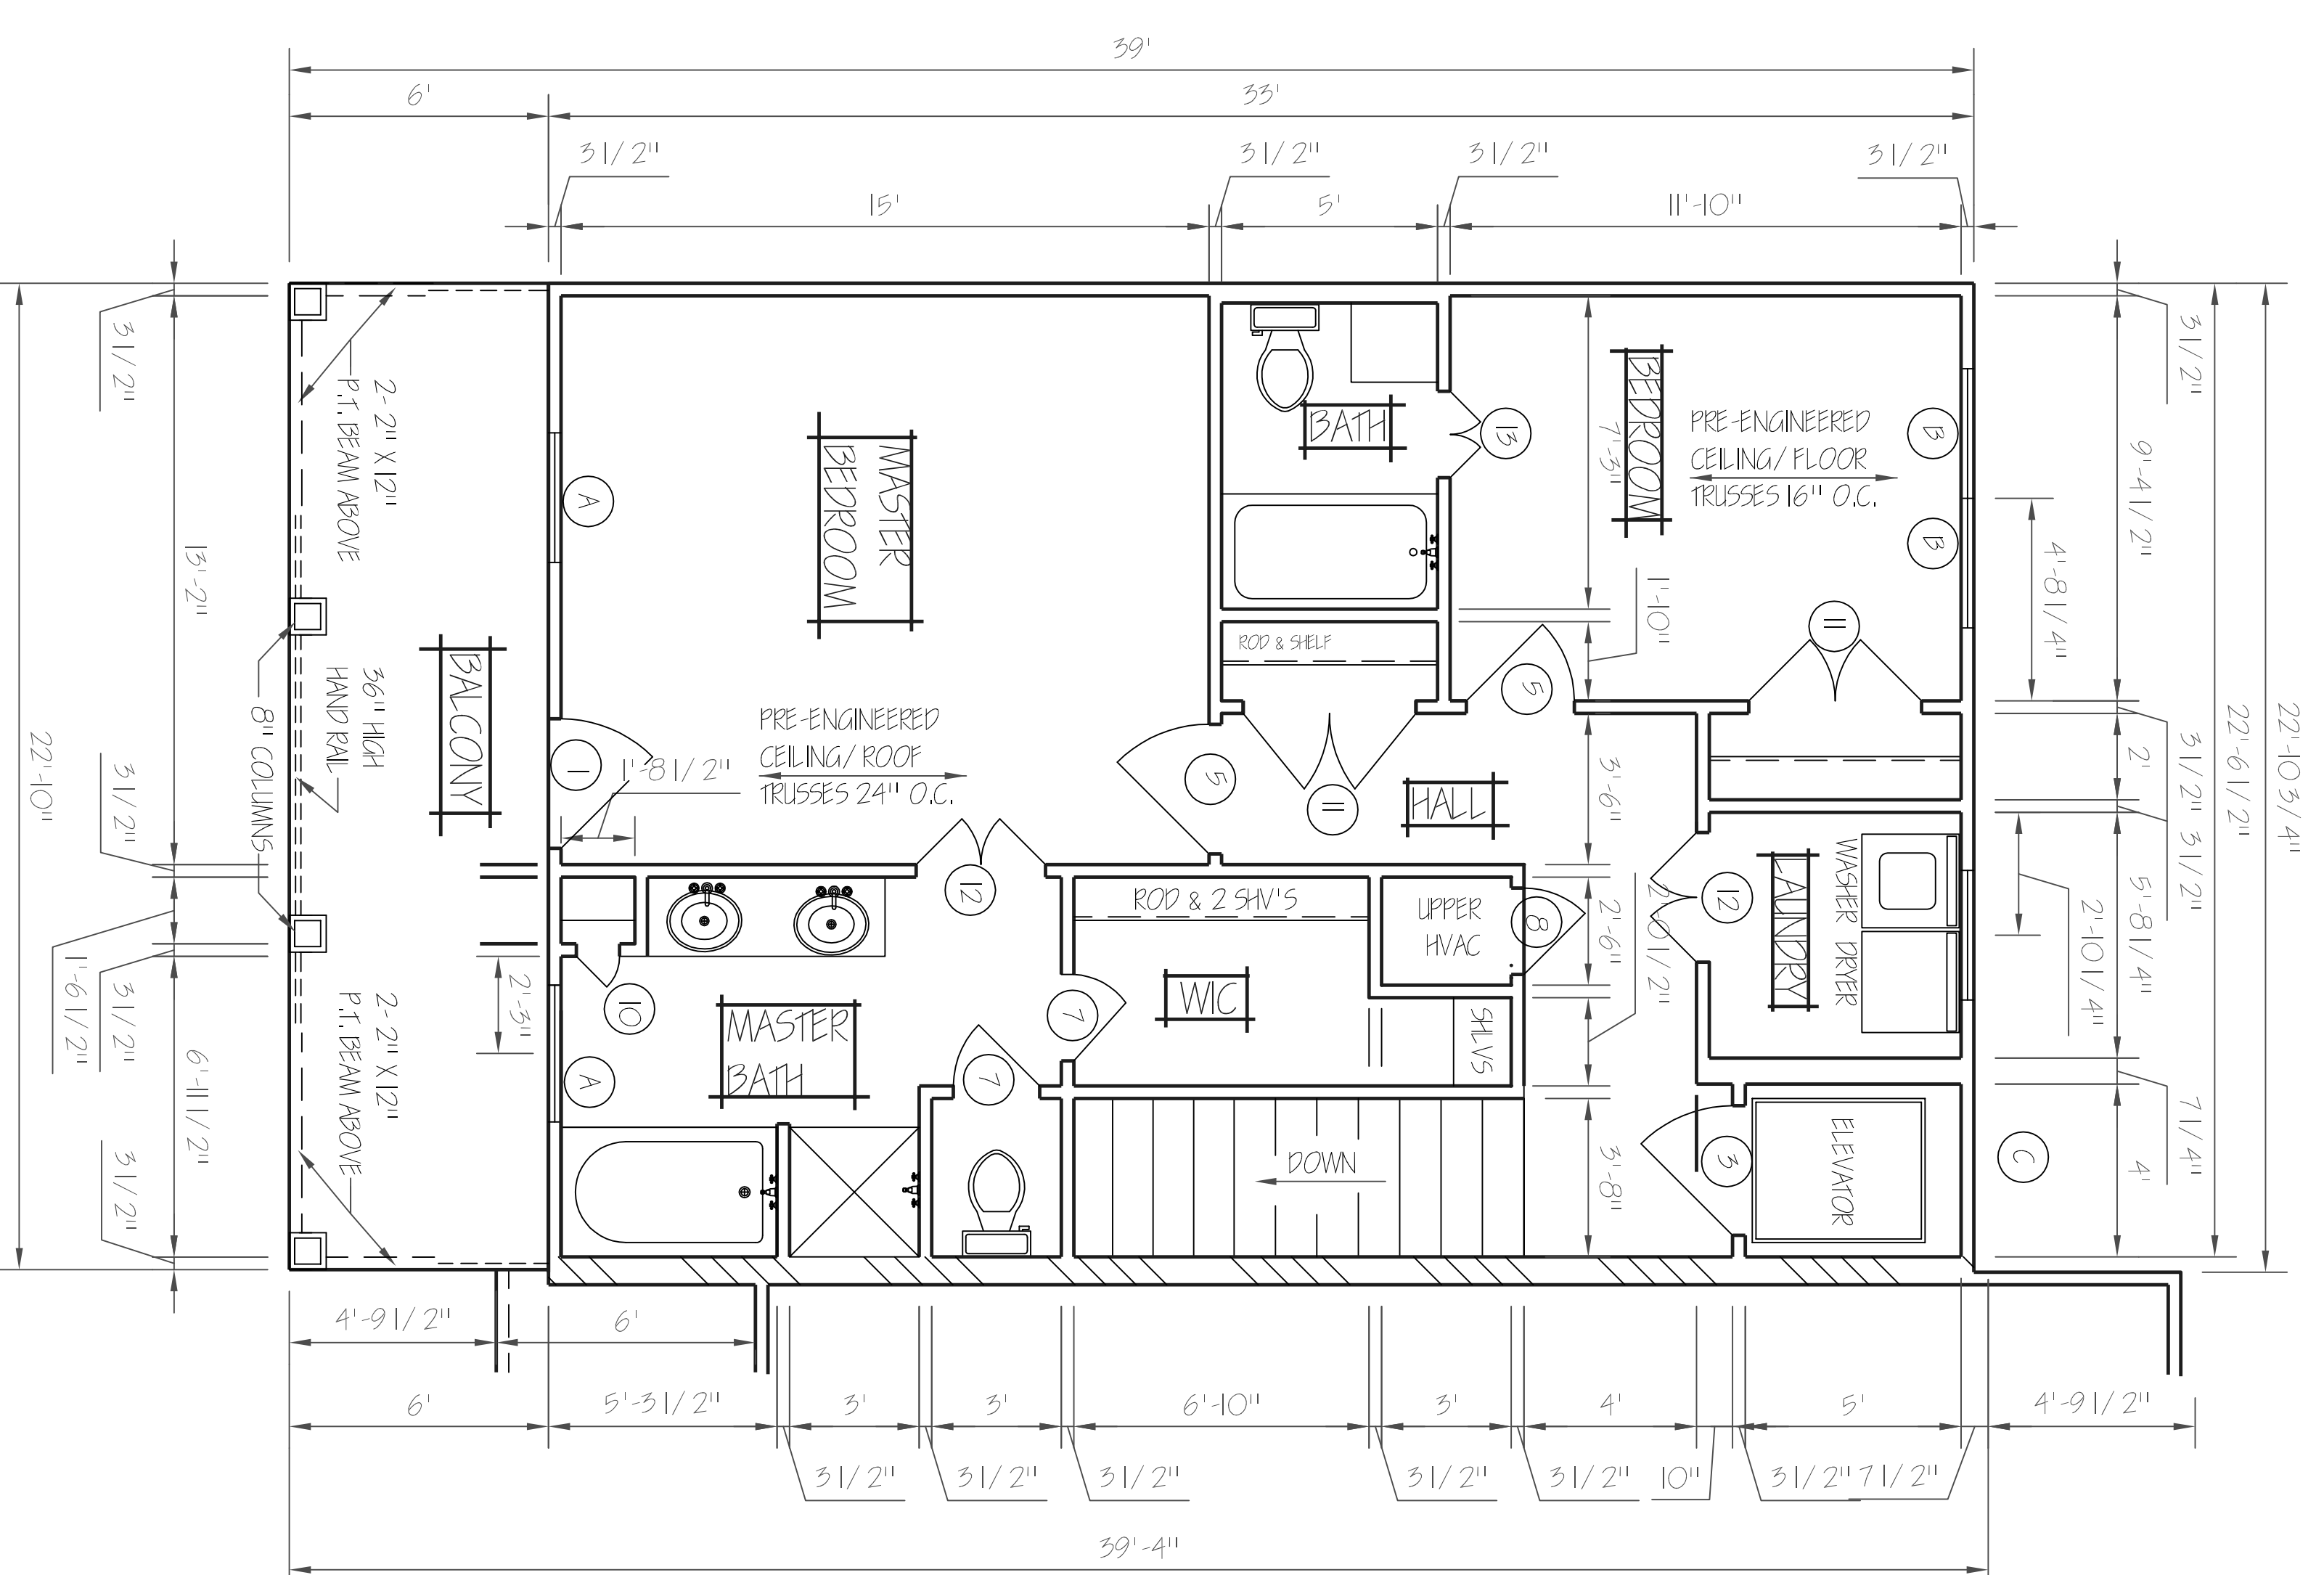 39'
6'
33'
3 1/2"
3 1/2"
3 1/2"
3 1/2"
15'
5'
11'-10"
3 1/2"
13'-2"
3 1/2"
1'-6 1/2"
3 1/2"
6'-11 1/2"
3 1/2"
22'-10"
2- 2" X 12"
P.T. BEAM ABOVE
36" HIGH
HAND RAIL
8" COLUMNS
BALCONY
2- 2" X 12"
P.T. BEAM ABOVE
2'-3"
A
MASTER
BEDROOM
PRE-ENGINEERED
CEILING/ ROOF
TRUSSES 24" O.C.
1
1'-8 1/2"
5
BATH
13
ROD & SHELF
11
HALL
BEDROOM
7'-3"
1'-10"
PRE-ENGINEERED
CEILING/ FLOOR
TRUSSES 16" O.C.
B
B
11
5
3'-6"
2'-6"
2'-0 1/2"
3'-8"
12
10
A
MASTER
BATH
7
7
ROD & 2 SHV'S
WIC
UPPER
HVAC
8
SHLVS
DOWN
12
LAUNDRY
WASHER
DRYER
3
ELEVATOR
C
3 1/2"
9'-4 1/2"
4'-8 1/4"
3 1/2"
2'
3 1/2"
5'-8 1/4"
2'-10 1/4"
7 1/4"
4'
22'-6 1/2"
22'-10 3/4"
4'-9 1/2"
6'
6'
5'-3 1/2"
3'
3'
6'-10"
3'
4'
5'
4'-9 1/2"
3 1/2"
3 1/2"
3 1/2"
3 1/2"
3 1/2"
10"
3 1/2"
7 1/2"
39'-4"